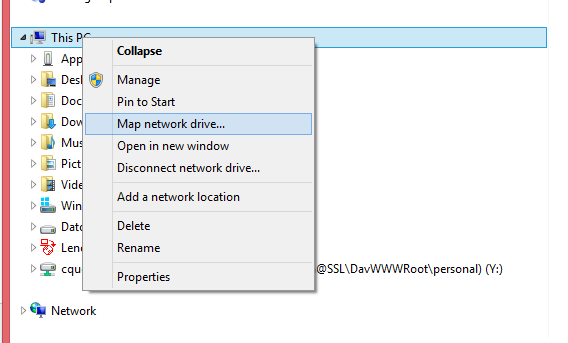 This PC
Collapse
Manage
Pin to Start
Map network drive...
Open in new window
Disconnect network drive...
Add a network location
Delete
Rename
Properties
App
Desk
Doc
Dow
Mus
Pict
Vide
Win
Dato
Leno
cqu
@SSL\DavWWWRoot\personal) (Y:)
Network